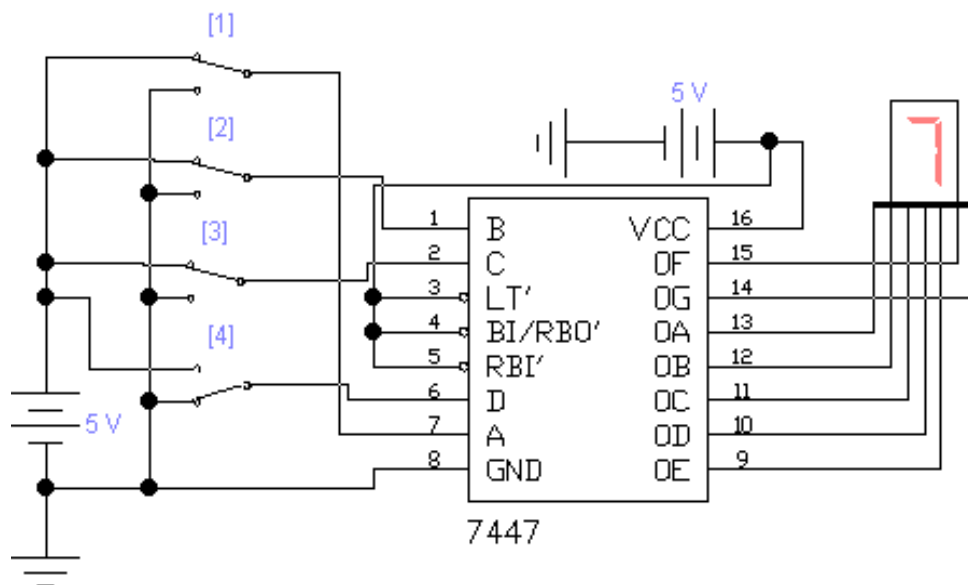 [1]
[2]
[3]
[4]
5 V
5 V
1 B
2 C
3 LT'
4 BI/RBO'
5 RBI'
6 D
7 A
8 GND
VCC 16
OF 15
OG 14
OA 13
OB 12
OC 11
OD 10
OE 9
7
7447